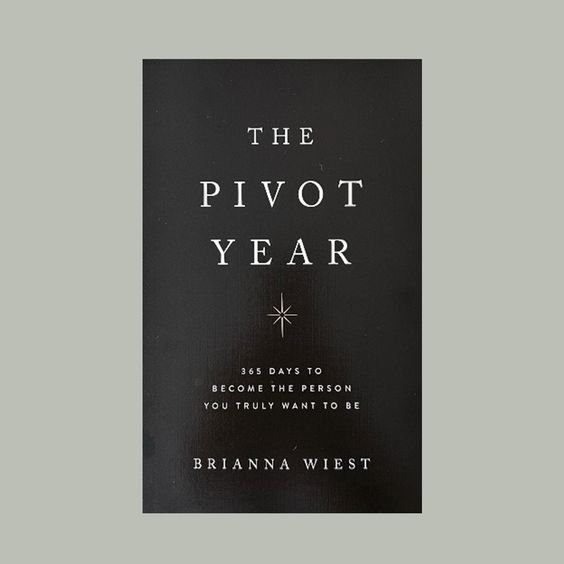 THE
PIVOT
YEAR
365 DAYS TO
BECOME THE PERSON
YOU TRULY WANT TO BE
BRIANNA WIEST